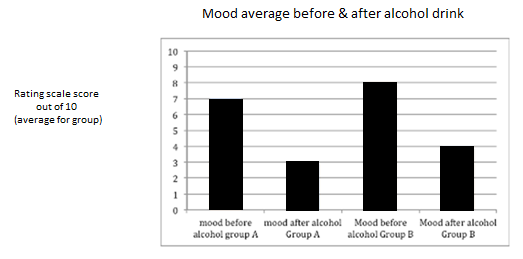 Mood average before & after alcohol drink
Rating scale score
out of 10
(average for group)
10
9
8
7
6
5
4
3
2
1
0
mood before
alcohol group A
mood after alcohol
Group A
Mood before
alcohol Group B
Mood after alcohol
Group B